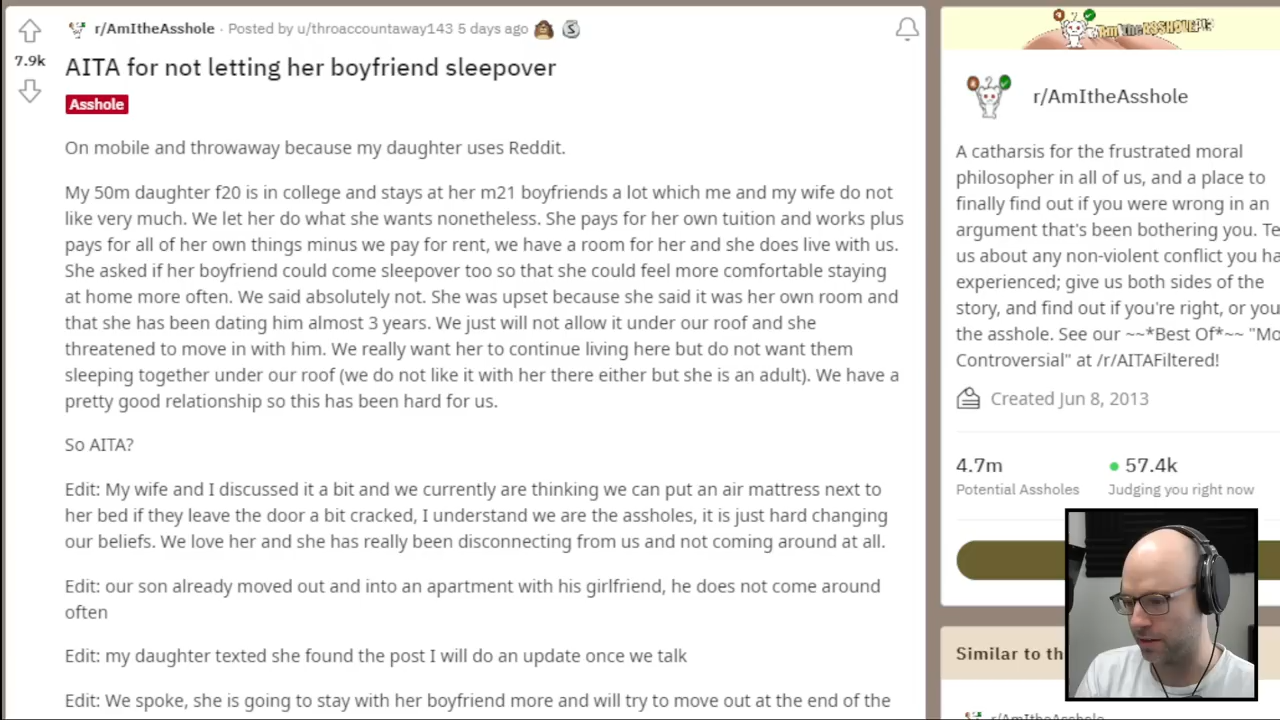 r/AmItheAsshole · Posted by u/throaccountaway143 5 days ago
7.9k
AITA for not letting her boyfriend sleepover
Asshole
On mobile and throwaway because my daughter uses Reddit.
My 50m daughter f20 is in college and stays at her m21 boyfriends a lot which me and my wife do not
like very much. We let her do what she wants nonetheless. She pays for her own tuition and works plus
pays for all of her own things minus we pay for rent, we have a room for her and she does live with us.
She asked if her boyfriend could come sleepover too so that she could feel more comfortable staying
at home more often. We said absolutely not. She was upset because she said it was her own room and
that she has been dating him almost 3 years. We just will not allow it under our roof and she
threatened to move in with him. We really want her to continue living here but do not want them
sleeping together under our roof (we do not like it with her there either but she is an adult). We have a
pretty good relationship so this has been hard for us.
So AITA?
Edit: My wife and I discussed it a bit and we currently are thinking we can put an air mattress next to
her bed if they leave the door a bit cracked, I understand we are the assholes, it is just hard changing
our beliefs. We love her and she has really been disconnecting from us and not coming around at all.
Edit: our son already moved out and into an apartment with his girlfriend, he does not come around
often
Edit: my daughter texted she found the post I will do an update once we talk
Edit: We spoke, she is going to stay with her boyfriend more and will try to move out at the end of the
r/AmItheAsshole
A catharsis for the frustrated moral
philosopher in all of us, and a place to
finally find out if you were wrong in an
argument that's been bothering you. Te
us about any non-violent conflict you ha
experienced; give us both sides of the
story, and find out if you're right, or you
the asshole. See our ~~*Best Of*~~ "Mo
Controversial" at /r/AITAFiltered!
Created Jun 8, 2013
4.7m
Potential Assholes
57.4k
Judging you right now
Similar to th